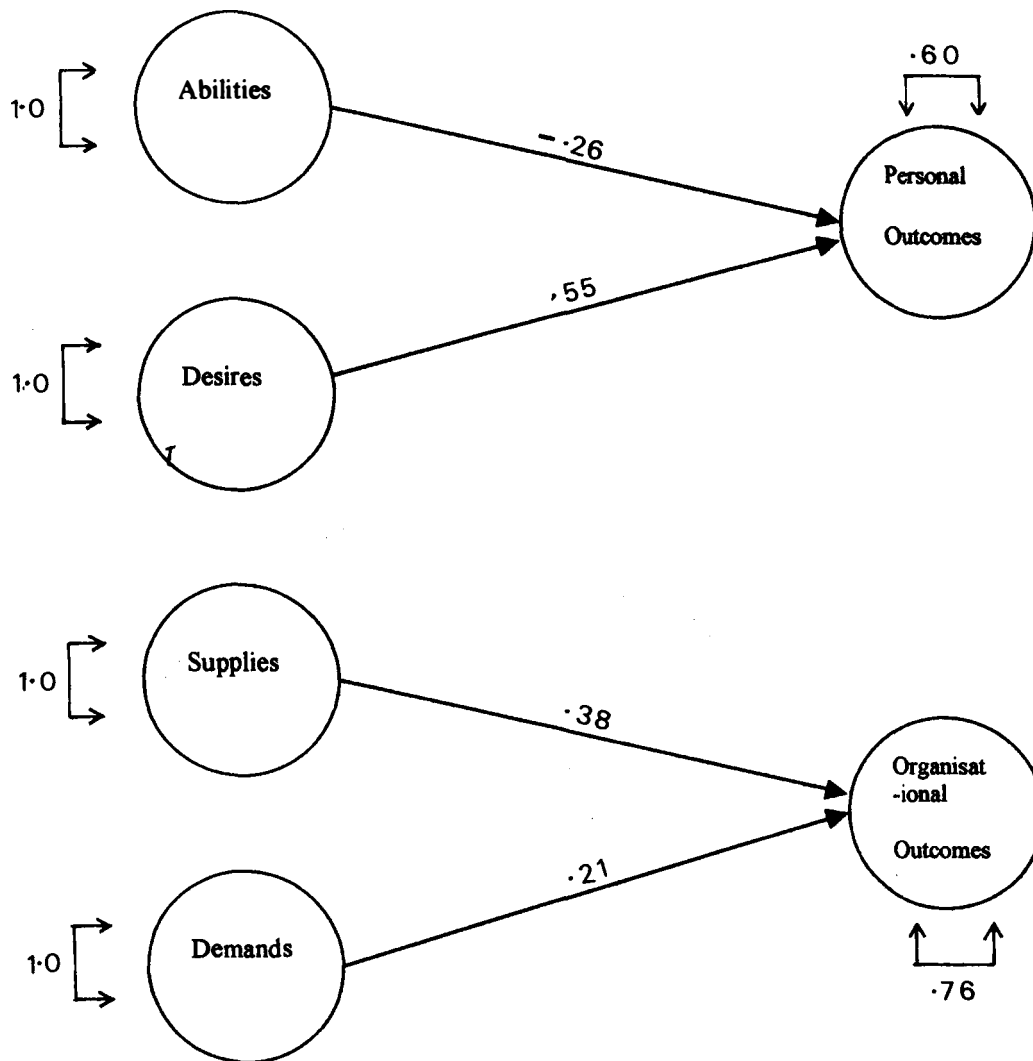 1·0
Abilities
-·26
·60
Personal
Outcomes
1·0
Desires
·55
1·0
Supplies
·38
Organisat
-ional
Outcomes
1·0
Demands
·21
·76